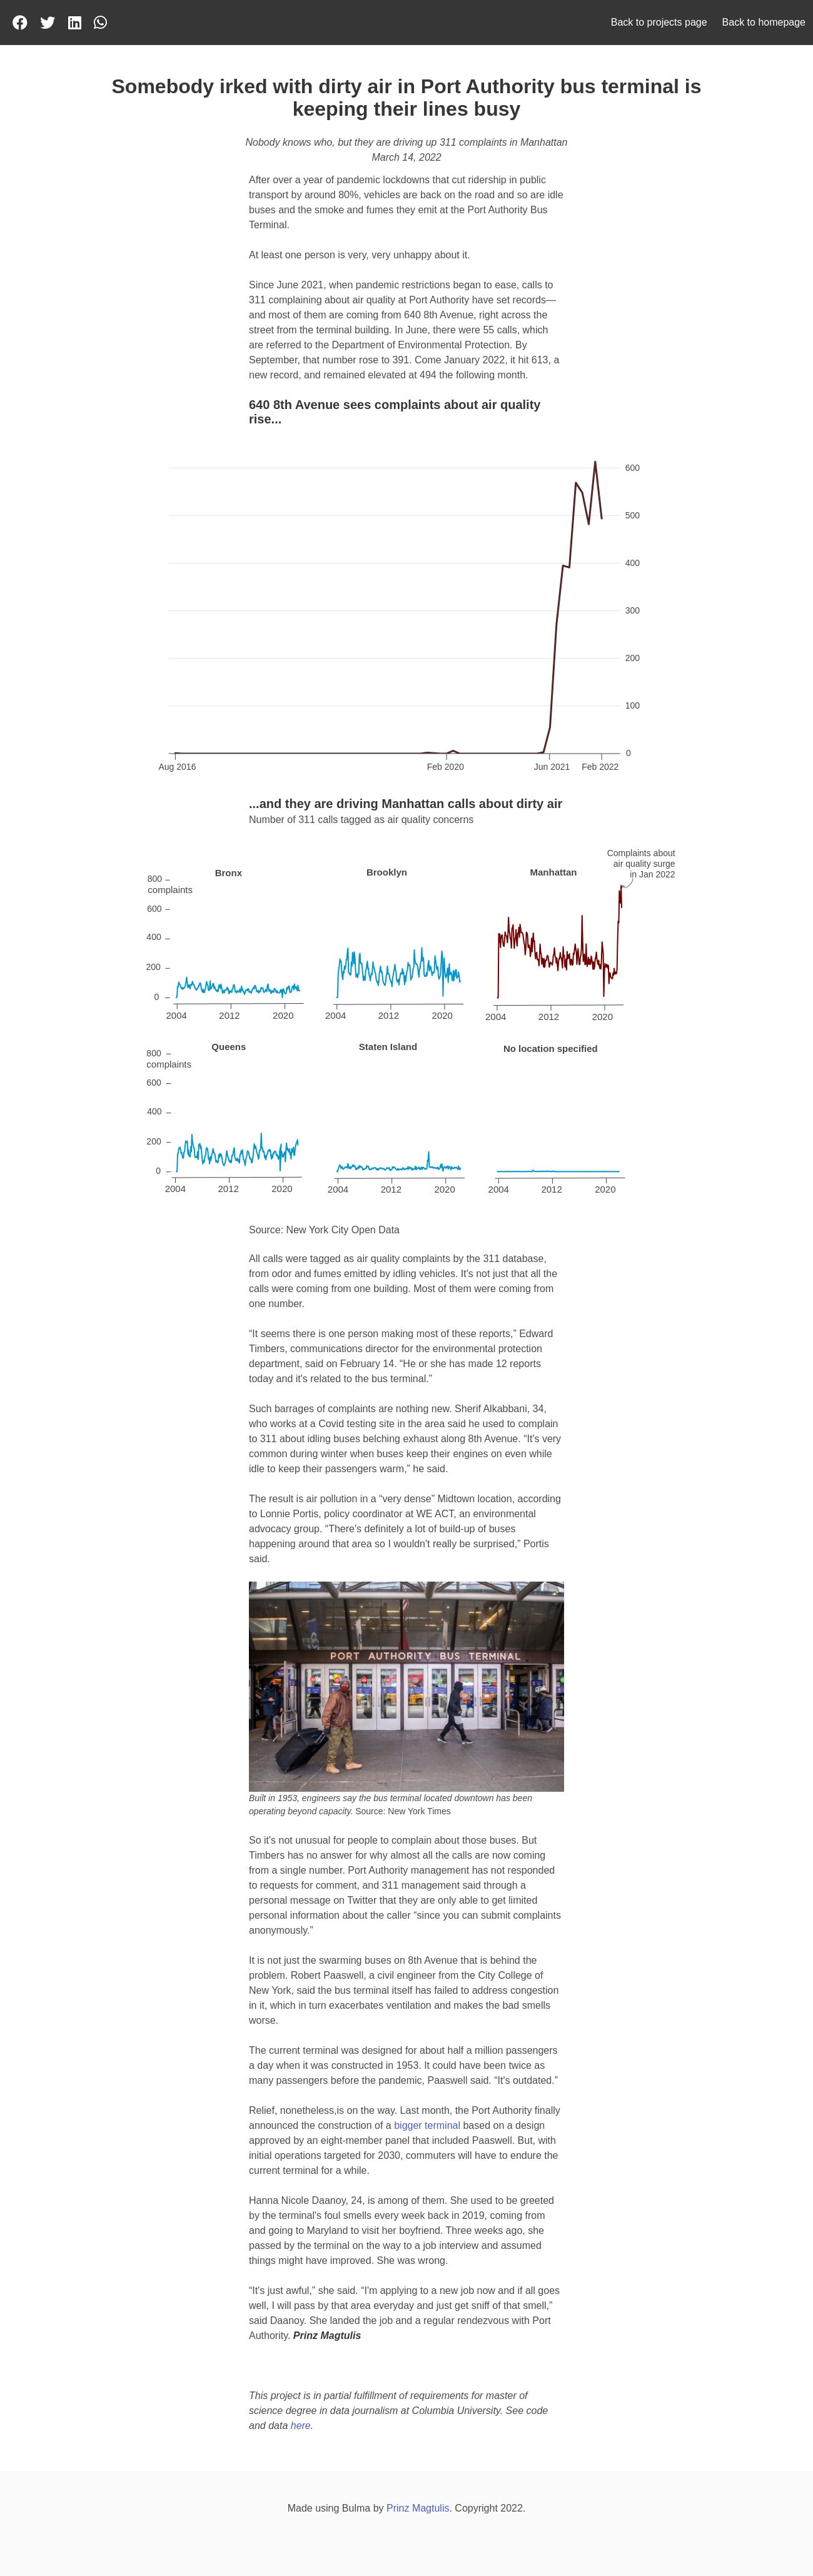 Back to projects page Back to homepage
Somebody irked with dirty air in Port Authority bus terminal is
keeping their lines busy
Nobody knows who, but they are driving up 311 complaints in Manhattan
March 14, 2022
After over a year of pandemic lockdowns that cut ridership in public
transport by around 80%, vehicles are back on the road and so are idle
buses and the smoke and fumes they emit at the Port Authority Bus
Terminal.
At least one person is very, very unhappy about it.
Since June 2021, when pandemic restrictions began to ease, calls to
311 complaining about air quality at Port Authority have set records—
and most of them are coming from 640 8th Avenue, right across the
street from the terminal building. In June, there were 55 calls, which
are referred to the Department of Environmental Protection. By
September, that number rose to 391. Come January 2022, it hit 613, a
new record, and remained elevated at 494 the following month.
640 8th Avenue sees complaints about air quality
rise...
600
500
400
300
200
100
0
Aug 2016 Feb 2020 Jun 2021 Feb 2022
...and they are driving Manhattan calls about dirty air
Number of 311 calls tagged as air quality concerns
Complaints about
air quality surge
in Jan 2022
Bronx Brooklyn Manhattan
800
complaints
600
400
200
0
2004 2012 2020 2004 2012 2020 2004 2012 2020
Queens Staten Island No location specified
800
complaints
600
400
200
0
2004 2012 2020 2004 2012 2020 2004 2012 2020
Source: New York City Open Data
All calls were tagged as air quality complaints by the 311 database,
from odor and fumes emitted by idling vehicles. It's not just that all the
calls were coming from one building. Most of them were coming from
one number.
“It seems there is one person making most of these reports,” Edward
Timbers, communications director for the environmental protection
department, said on February 14. “He or she has made 12 reports
today and it's related to the bus terminal.”
Such barrages of complaints are nothing new. Sherif Alkabbani, 34,
who works at a Covid testing site in the area said he used to complain
to 311 about idling buses belching exhaust along 8th Avenue. “It's very
common during winter when buses keep their engines on even while
idle to keep their passengers warm,” he said.
The result is air pollution in a “very dense” Midtown location, according
to Lonnie Portis, policy coordinator at WE ACT, an environmental
advocacy group. “There's definitely a lot of build-up of buses
happening around that area so I wouldn't really be surprised,” Portis
said.
PORT AUTHORITY BUS TERMINAL
Built in 1953, engineers say the bus terminal located downtown has been
operating beyond capacity. Source: New York Times
So it's not unusual for people to complain about those buses. But
Timbers has no answer for why almost all the calls are now coming
from a single number. Port Authority management has not responded
to requests for comment, and 311 management said through a
personal message on Twitter that they are only able to get limited
personal information about the caller “since you can submit complaints
anonymously.”
It is not just the swarming buses on 8th Avenue that is behind the
problem. Robert Paaswell, a civil engineer from the City College of
New York, said the bus terminal itself has failed to address congestion
in it, which in turn exacerbates ventilation and makes the bad smells
worse.
The current terminal was designed for about half a million passengers
a day when it was constructed in 1953. It could have been twice as
many passengers before the pandemic, Paaswell said. “It's outdated.”
Relief, nonetheless,is on the way. Last month, the Port Authority finally
announced the construction of a bigger terminal based on a design
approved by an eight-member panel that included Paaswell. But, with
initial operations targeted for 2030, commuters will have to endure the
current terminal for a while.
Hanna Nicole Daanoy, 24, is among of them. She used to be greeted
by the terminal's foul smells every week back in 2019, coming from
and going to Maryland to visit her boyfriend. Three weeks ago, she
passed by the terminal on the way to a job interview and assumed
things might have improved. She was wrong.
“It's just awful,” she said. “I'm applying to a new job now and if all goes
well, I will pass by that area everyday and just get sniff of that smell,”
said Daanoy. She landed the job and a regular rendezvous with Port
Authority. Prinz Magtulis
This project is in partial fulfillment of requirements for master of
science degree in data journalism at Columbia University. See code
and data here.
Made using Bulma by Prinz Magtulis. Copyright 2022.